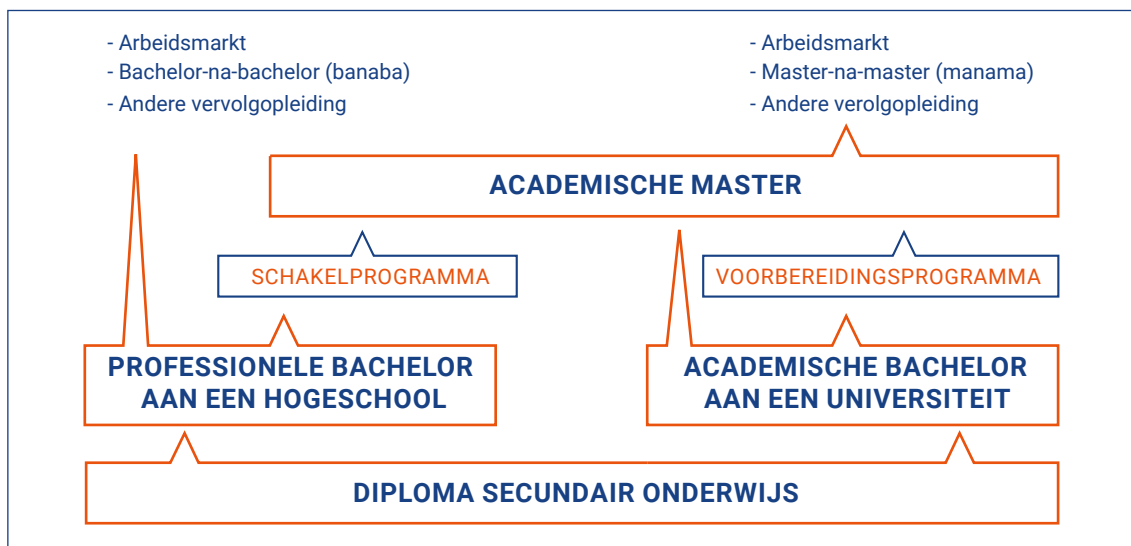 - Arbeidsmarkt
- Bachelor-na-bachelor (banaba)
- Andere vervolgopleiding
- Arbeidsmarkt
- Master-na-master (manama)
- Andere verolgopleiding
ACADEMISCHE MASTER
SCHAKELPROGRAMMA
VOORBEREIDINGSPROGRAMMA
PROFESSIONELE BACHELOR
AAN EEN HOGESCHOOL
ACADEMISCHE BACHELOR
AAN EEN UNIVERSITEIT
DIPLOMA SECUNDAIR ONDERWIJS